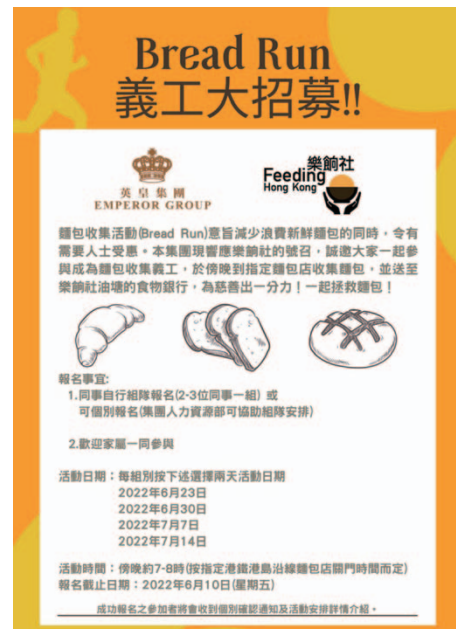 Bread Run
義工大招募!!
英皇集團
EMPEROR GROUP
樂餉社
Feeding
Hong Kong
麵包收集活動(Bread Run)意旨減少浪費新鮮麵包的同時，令有
需要人士受惠。本集團現響應樂餉社的號召，誠邀大家一起參
與成為麵包收集義工，於傍晚到指定麵包店收集麵包，並送至
樂餉社油塘的食物銀行，為慈善出一分力！一起拯救麵包！
報名事宜:
1.同事自行組隊報名(2-3位同事一組) 或
可個別報名(集團人力資源部可協助組隊安排)
2.歡迎家屬一同參與
活動日期：每組別按下述選擇兩天活動日期
2022年6月23日
2022年6月30日
2022年7月7日
2022年7月14日
活動時間：傍晚約7-8時(按指定港鐵港島沿線麵包店關門時間而定)
報名截止日期：2022年6月10日(星期五)
成功報名之參加者將會收到個別確認通知及活動安排詳情介紹。